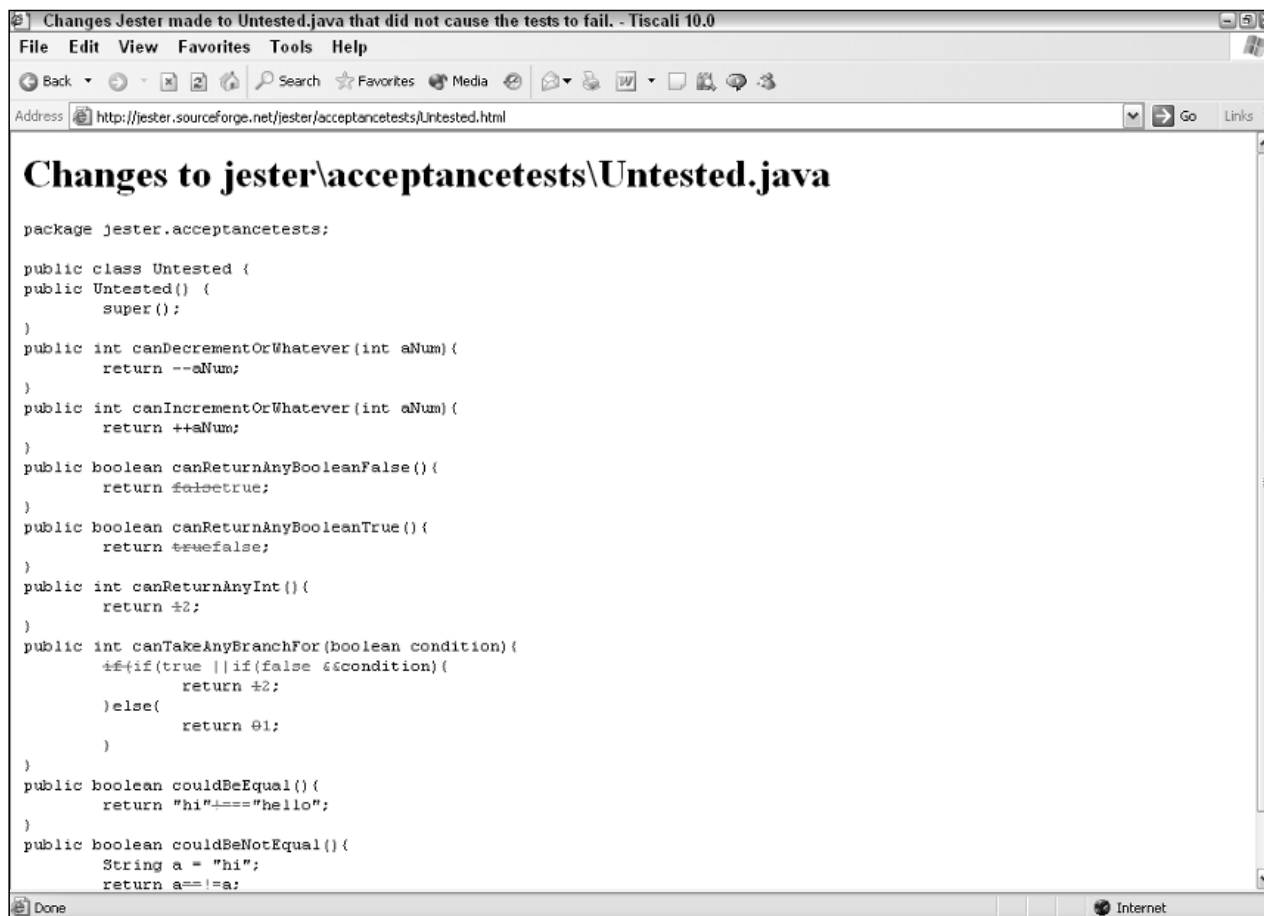 Changes Jester made to Untested.java that did not cause the tests to fail. - Tiscali 10.0
File Edit View Favorites Tools Help
Back Search Favorites Media
Address http://jester.sourceforge.net/jester/acceptancetests/Untested.html Go Links
Changes to jester\acceptancetests\Untested.java
package jester.acceptancetests;
public class Untested {
public Untested() {
super();
}
public int canDecrementOrWhatever(int aNum){
return --aNum;
}
public int canIncrementOrWhatever(int aNum){
return ++aNum;
}
public boolean canReturnAnyBooleanFalse(){
return falsetrue;
}
public boolean canReturnAnyBooleanTrue(){
return truefalse;
}
public int canReturnAnyInt(){
return 12;
}
public int canTakeAnyBranchFor(boolean condition){
if(if(true ||if(false &&condition){
return 12;
}else{
return 01;
}
}
public boolean couldBeEqual(){
return "hi"!==="hello";
}
public boolean couldBeNotEqual(){
String a = "hi";
return a==!=a;
Done Internet